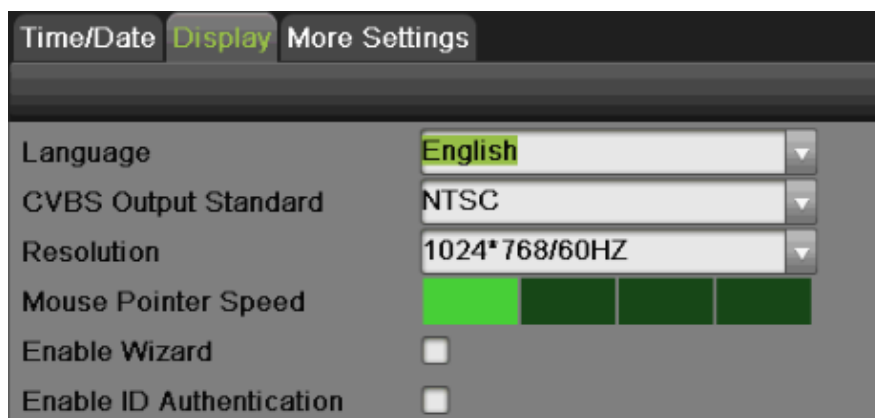 Time/Date Display More Settings
Language English
CVBS Output Standard NTSC
Resolution 1024*768/60HZ
Mouse Pointer Speed
Enable Wizard
Enable ID Authentication